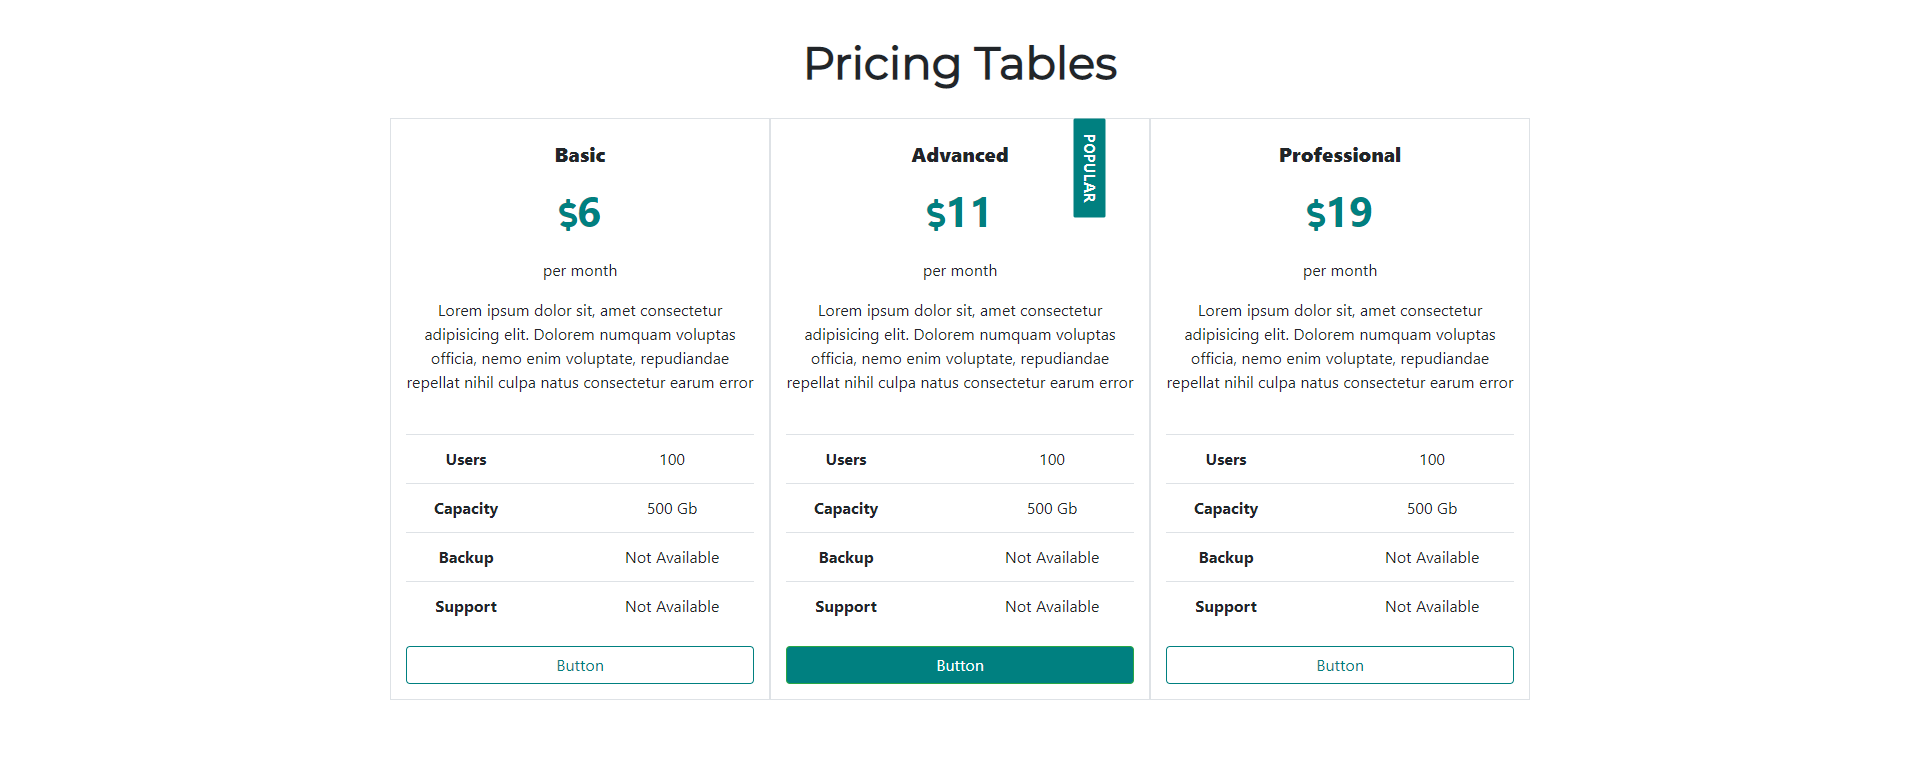 Pricing Tables
Basic
$6
per month
Lorem ipsum dolor sit, amet consectetur
adipisicing elit. Dolorem numquam voluptas
officia, nemo enim voluptate, repudiandae
repellat nihil culpa natus consectetur earum error
Users 100
Capacity 500 Gb
Backup Not Available
Support Not Available
Button
Advanced
POPULAR
$11
per month
Lorem ipsum dolor sit, amet consectetur
adipisicing elit. Dolorem numquam voluptas
officia, nemo enim voluptate, repudiandae
repellat nihil culpa natus consectetur earum error
Users 100
Capacity 500 Gb
Backup Not Available
Support Not Available
Button
Professional
$19
per month
Lorem ipsum dolor sit, amet consectetur
adipisicing elit. Dolorem numquam voluptas
officia, nemo enim voluptate, repudiandae
repellat nihil culpa natus consectetur earum error
Users 100
Capacity 500 Gb
Backup Not Available
Support Not Available
Button